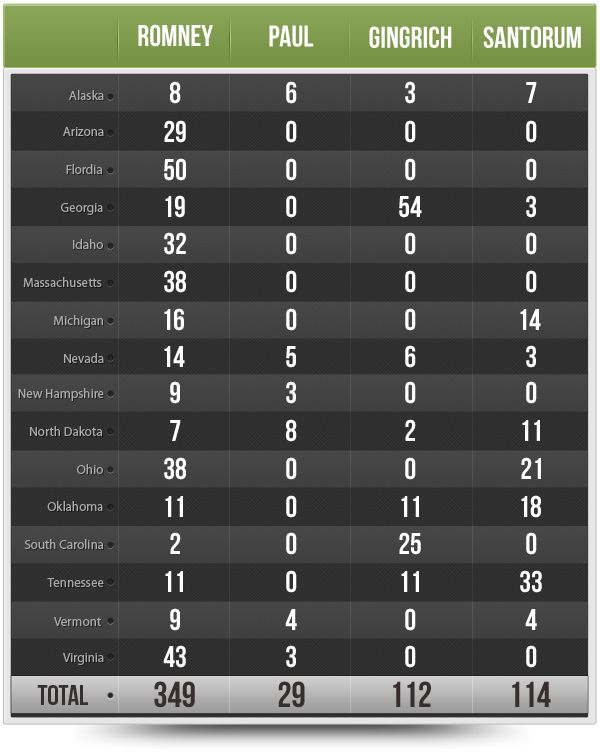 ROMNEY PAUL GINGRICH SANTORUM
Alaska 8 6 3 7
Arizona 29 0 0 0
Flordia 50 0 0 0
Georgia 19 0 54 3
Idaho 32 0 0 0
Massachusetts 38 0 0 0
Michigan 16 0 0 14
Nevada 14 5 6 3
New Hampshire 9 3 0 0
North Dakota 7 8 2 11
Ohio 38 0 0 21
Oklahoma 11 0 11 18
South Carolina 2 0 25 0
Tennessee 11 0 11 33
Vermont 9 4 0 4
Virginia 43 3 0 0
TOTAL 349 29 112 114